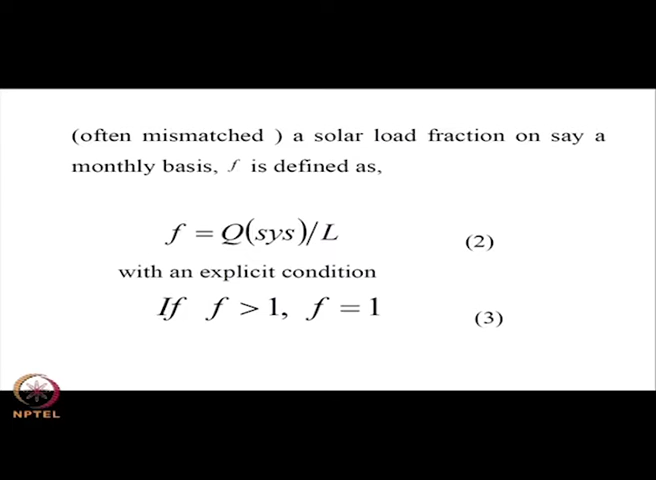 (often mismatched ) a solar load fraction on say a
monthly basis, f is defined as,
f = Q(sys)/L (2)
with an explicit condition
If f > 1, f = 1 (3)
NPTEL